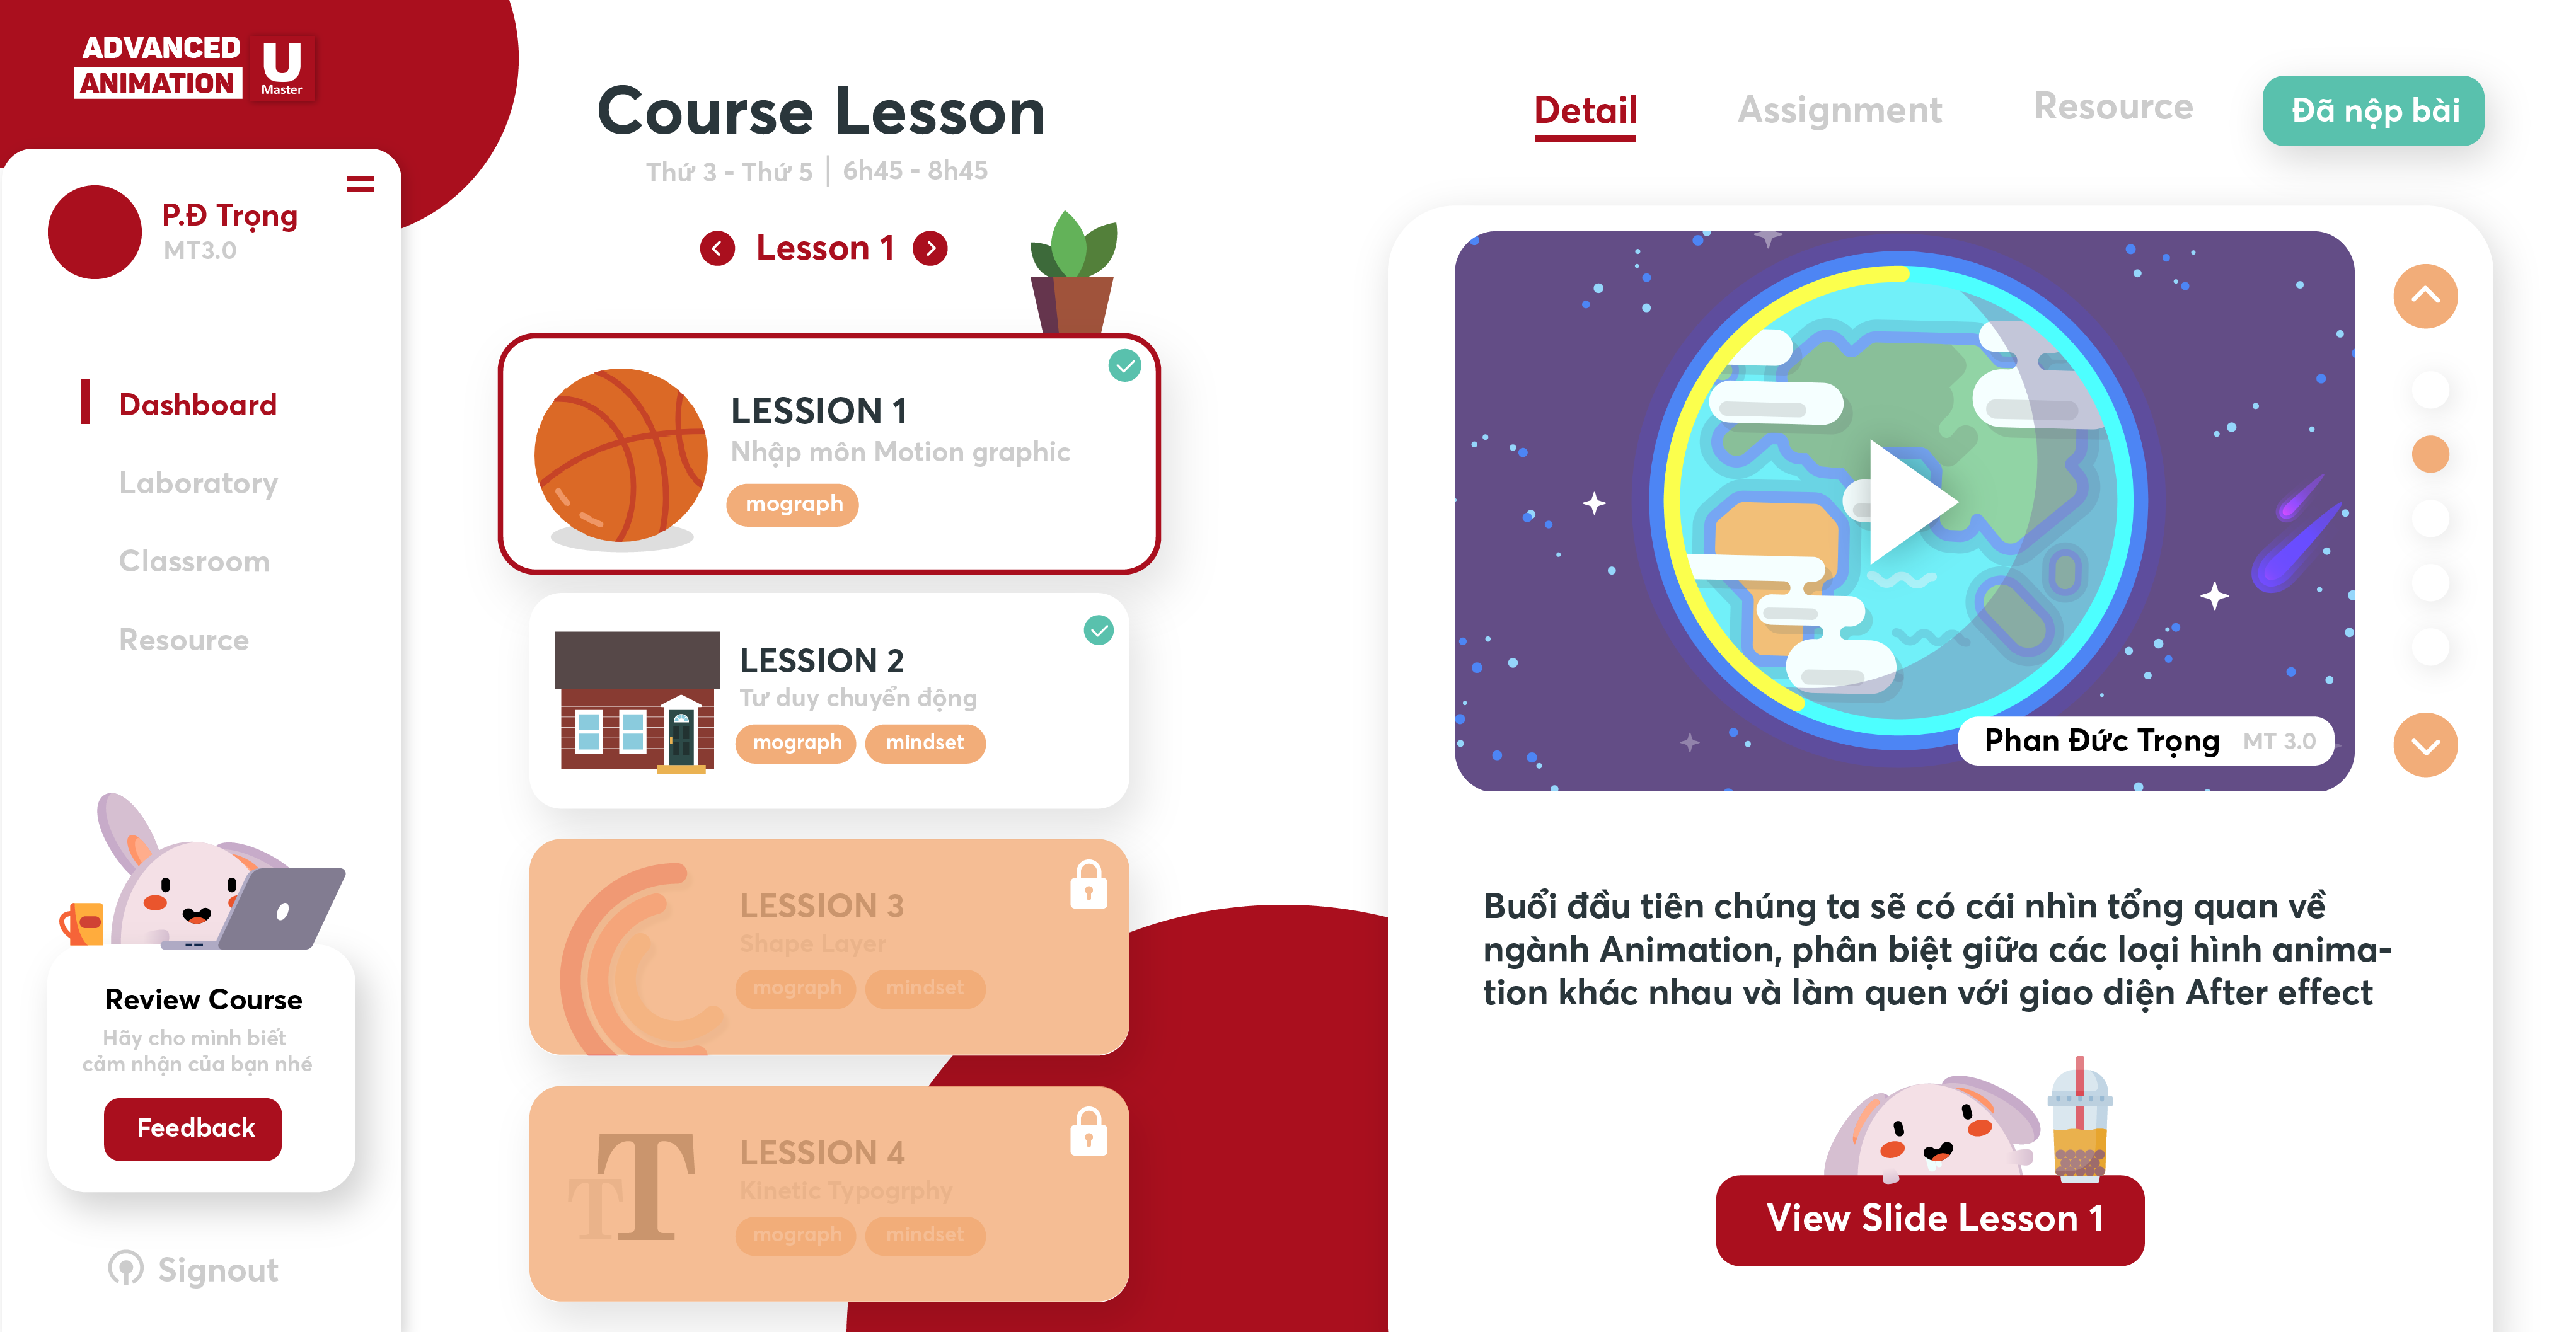 ADVANCED
ANIMATION
U
Master
P.Đ Trọng
MT3.0
Dashboard
Laboratory
Classroom
Resource
Review Course
Hãy cho mình biết
cảm nhận của bạn nhé
Feedback
Signout
Course Lesson
Thứ 3 - Thứ 5 | 6h45 - 8h45
Lesson 1
LESSION 1
Nhập môn Motion graphic
mograph
LESSION 2
Tư duy chuyển động
mograph mindset
LESSION 3
Shape Layer
mograph mindset
T T
LESSION 4
Kinetic Typogrphy
mograph mindset
Detail Assignment Resource Đã nộp bài
Phan Đức Trọng MT 3.0
Buổi đầu tiên chúng ta sẽ có cái nhìn tổng quan về
ngành Animation, phân biệt giữa các loại hình anima-
tion khác nhau và làm quen với giao diện After effect
View Slide Lesson 1